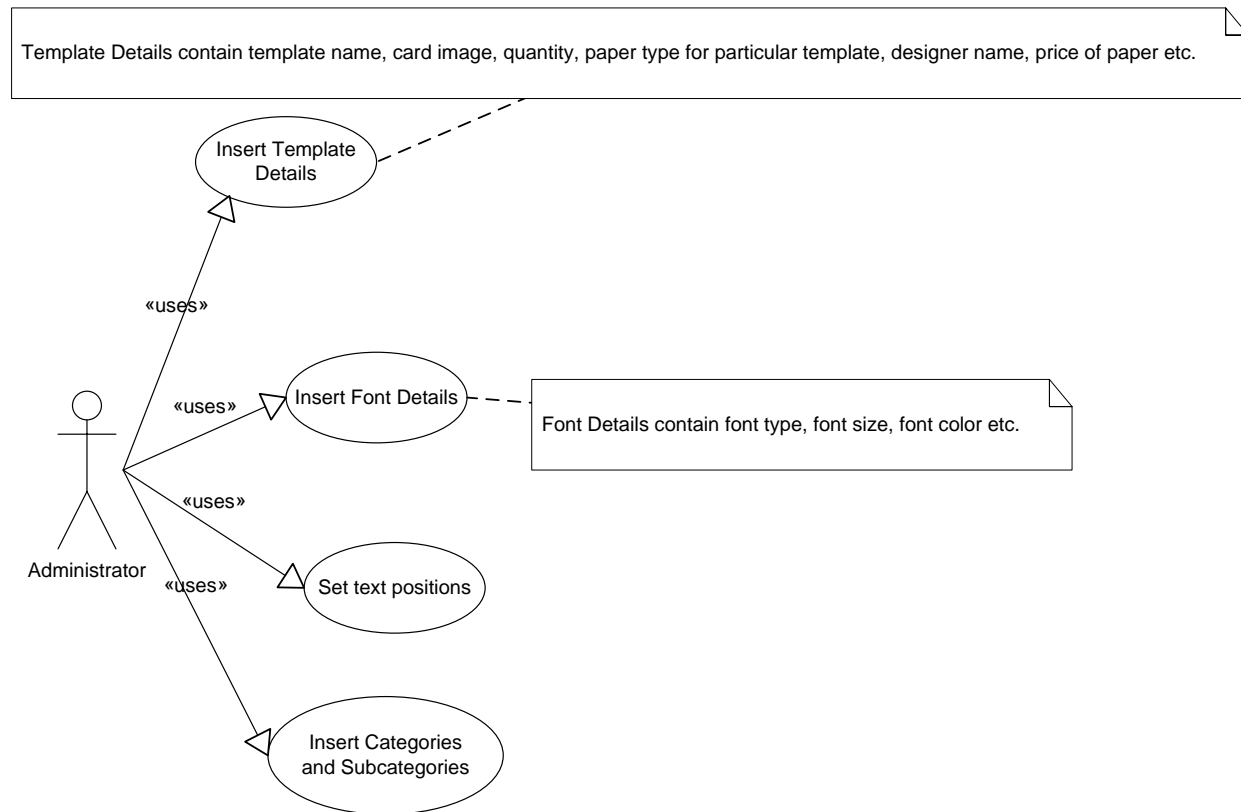 Template Details contain template name, card image, quantity, paper type for particular template, designer name, price of paper etc.
Insert Template
Details
«uses»
«uses»
Insert Font Details
Font Details contain font type, font size, font color etc.
«uses»
Administrator
«uses»
Set text positions
Insert Categories
and Subcategories